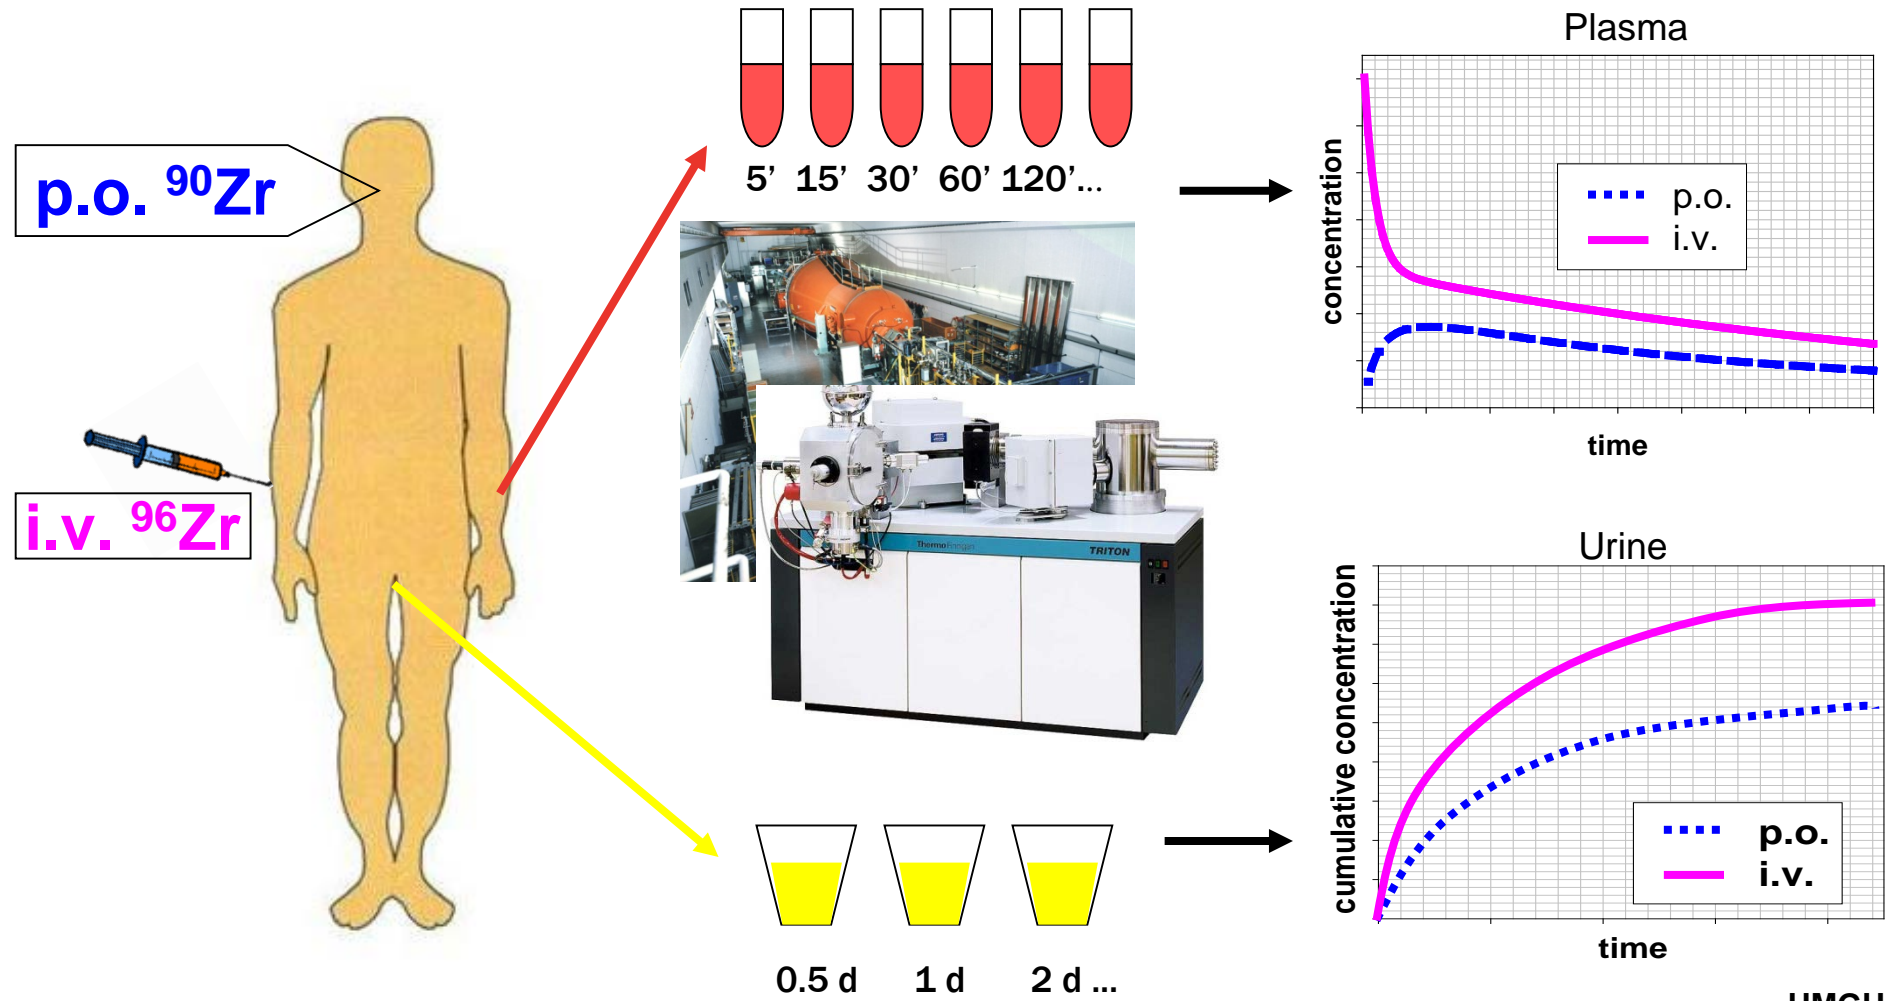 p.o. ⁹⁰Zr
i.v. ⁹⁶Zr
5’ 15’ 30’ 60’ 120’...
ThermoFinnigan
TRITON
0.5 d 1 d 2 d ...
Plasma
concentration
p.o.
i.v.
time
Urine
cumulative concentration
p.o.
i.v.
time